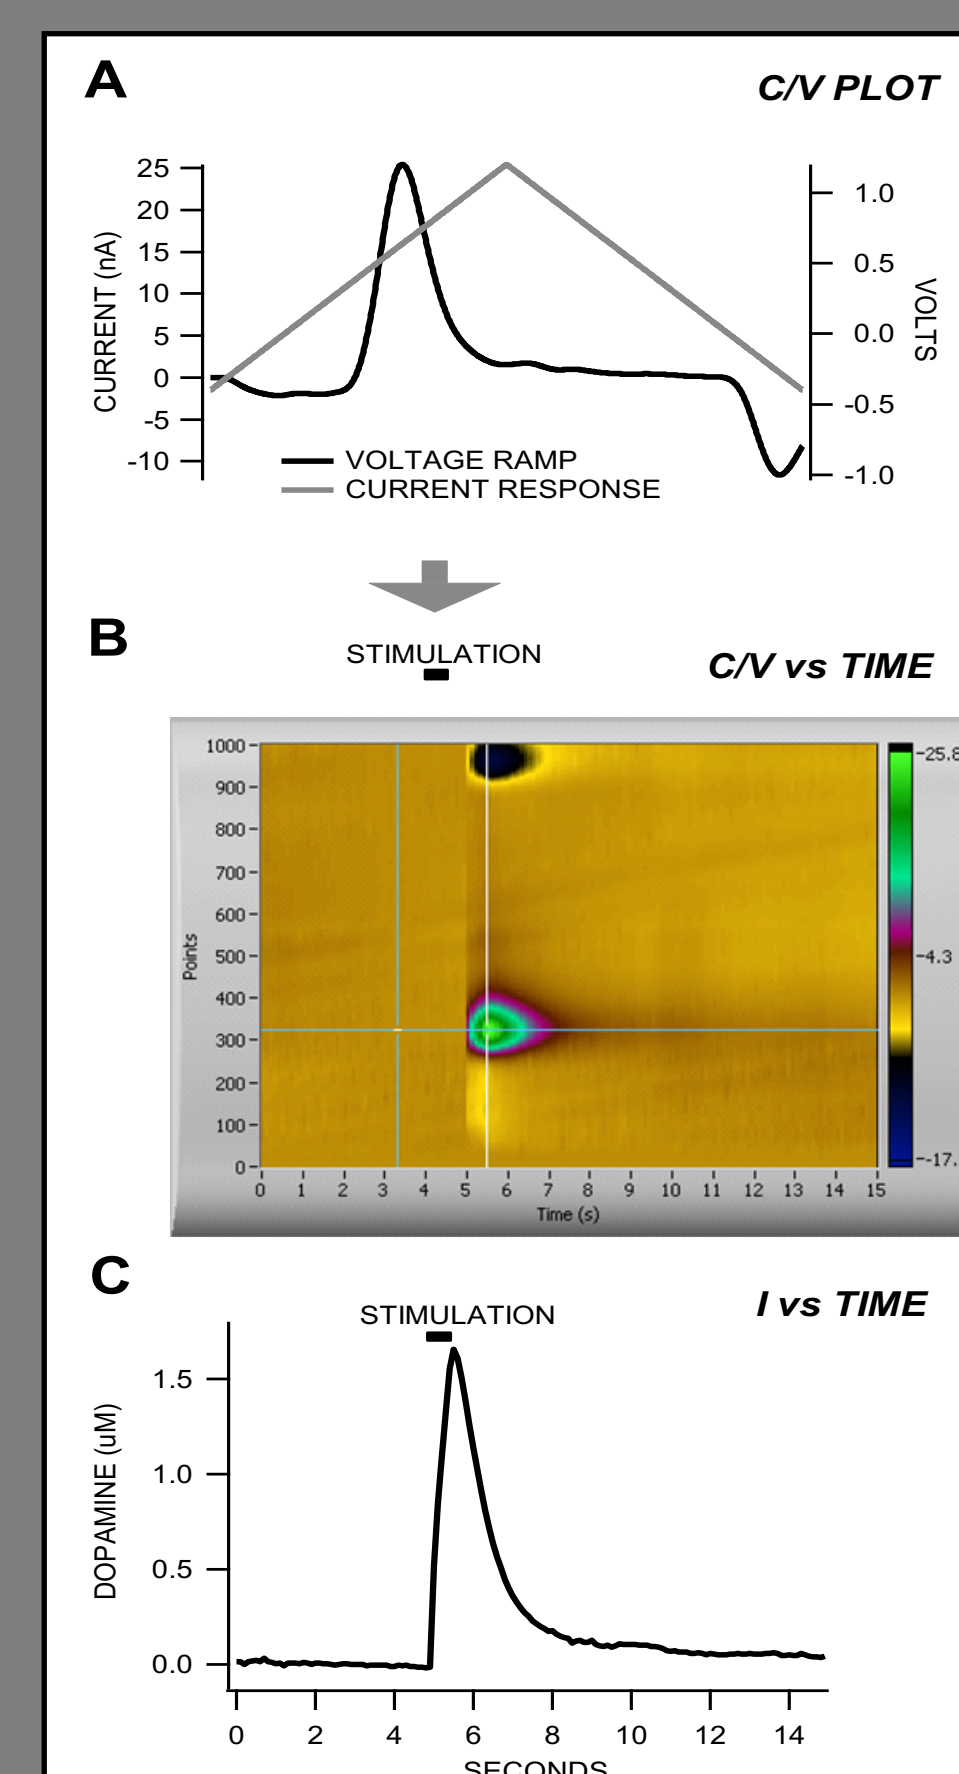 A
C/V PLOT
25
20
15
10
5
0
-5
-10
CURRENT (nA)
1.0
0.5
0.0
-0.5
-1.0
VOLTS
VOLTAGE RAMP
CURRENT RESPONSE
B
STIMULATION
C/V vs TIME
1000
900
800
700
600
500
400
300
200
100
0
Points
25.8
4.3
-17.
0 1 2 3 4 5 6 7 8 9 10 11 12 13 14 15
Time (s)
C
STIMULATION
I vs TIME
1.5
1.0
0.5
0.0
DOPAMINE (uM)
0 2 4 6 8 10 12 14
SECONDS